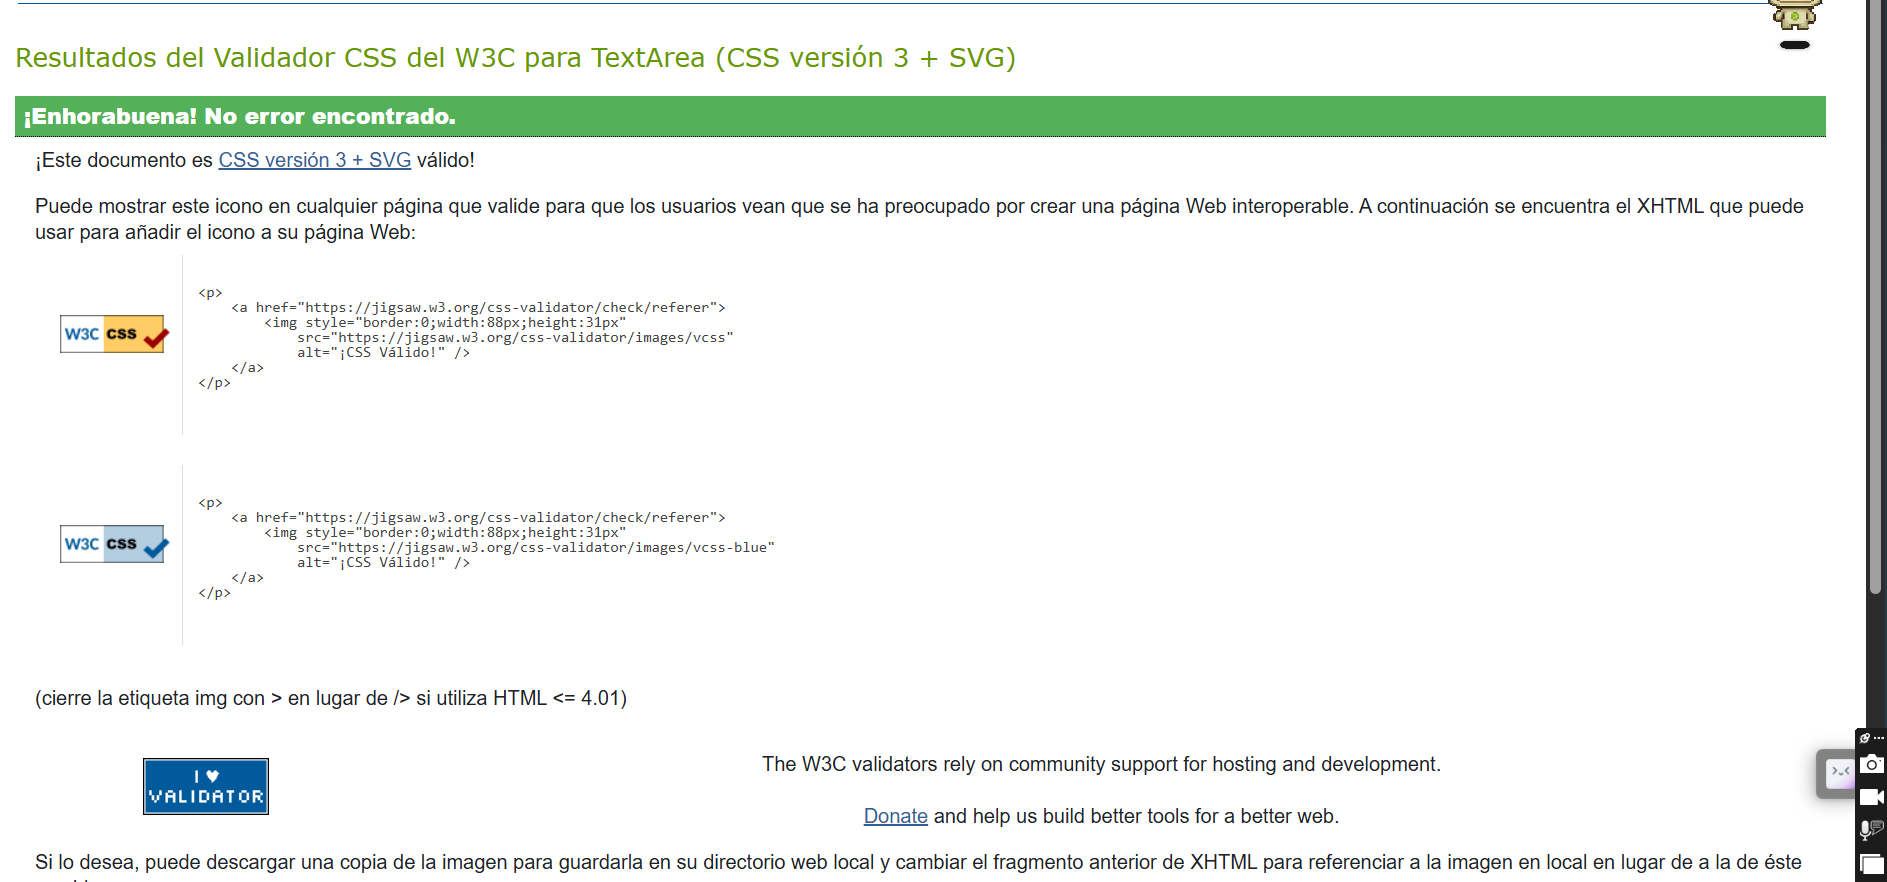 Resultados del Validador CSS del W3C para TextArea (CSS versión 3 + SVG)
¡Enhorabuena! No error encontrado.
¡Este documento es CSS versión 3 + SVG válido!
Puede mostrar este icono en cualquier página que valide para que los usuarios vean que se ha preocupado por crear una página Web interoperable. A continuación se encuentra el XHTML que puede
usar para añadir el icono a su página Web:
W3C css
<p>
<a href="https://jigsaw.w3.org/css-validator/check/referer">
<img style="border:0;width:88px;height:31px"
src="https://jigsaw.w3.org/css-validator/images/vcss"
alt="¡CSS Válido!" />
</a>
</p>
W3C css
<p>
<a href="https://jigsaw.w3.org/css-validator/check/referer">
<img style="border:0;width:88px;height:31px"
src="https://jigsaw.w3.org/css-validator/images/vcss-blue"
alt="¡CSS Válido!" />
</a>
</p>
(cierre la etiqueta img con > en lugar de /> si utiliza HTML <= 4.01)
I ♥
VALIDATOR
The W3C validators rely on community support for hosting and development.
Donate and help us build better tools for a better web.
Si lo desea, puede descargar una copia de la imagen para guardarla en su directorio web local y cambiar el fragmento anterior de XHTML para referenciar a la imagen en local en lugar de a la de éste